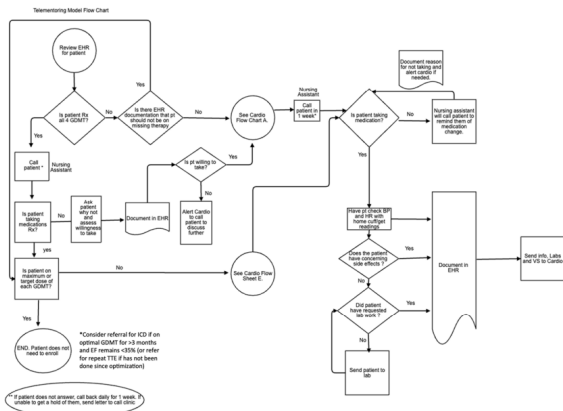 Telementoring Model Flow Chart
Review EHR
for patient
Is patient Rx
all 4 GDMT?
No
Yes
Is there EHR
documentation that pt
should not be on
missing therapy
Yes
No
See Cardio
Flow Chart A.
Nursing
Assistant
Call
patient in
1 week*
Is patient taking
medication?
No
Yes
Document reason
for not taking and
alert cardio if
needed.
Nursing assistant
will call patient to
remind them of
medication
change.
Call
patient *
Nursing
Assistant
Is patient
taking
medications
Rx?
No
yes
Ask
patient
why not
and
assess
willingness
to take
Document in EHR
Is pt willing to
take?
Yes
No
Alert Cardio
to call
patient to
discuss
further
Is patient on
maximum or
target dose of
each GDMT?
No
Yes
See Cardio Flow
Sheet E.
END. Patient does not
need to enroll
*Consider referral for ICD if on
optimal GDMT for >3 months
and EF remains <35% (or refer
for repeat TTE if has not been
done since optimization)
** If patient does not answer, call back daily for 1 week. If
unable to get a hold of them, send letter to call clinic
Have pt check BP
and HR with
home cuff/get
readings
Does the patient
have concerning
side effects ?
Yes
No
Did patient
have requested
lab work ?
Yes
No
Send patient to
lab
Document in
EHR
Send info, Labs
and VS to Cardio